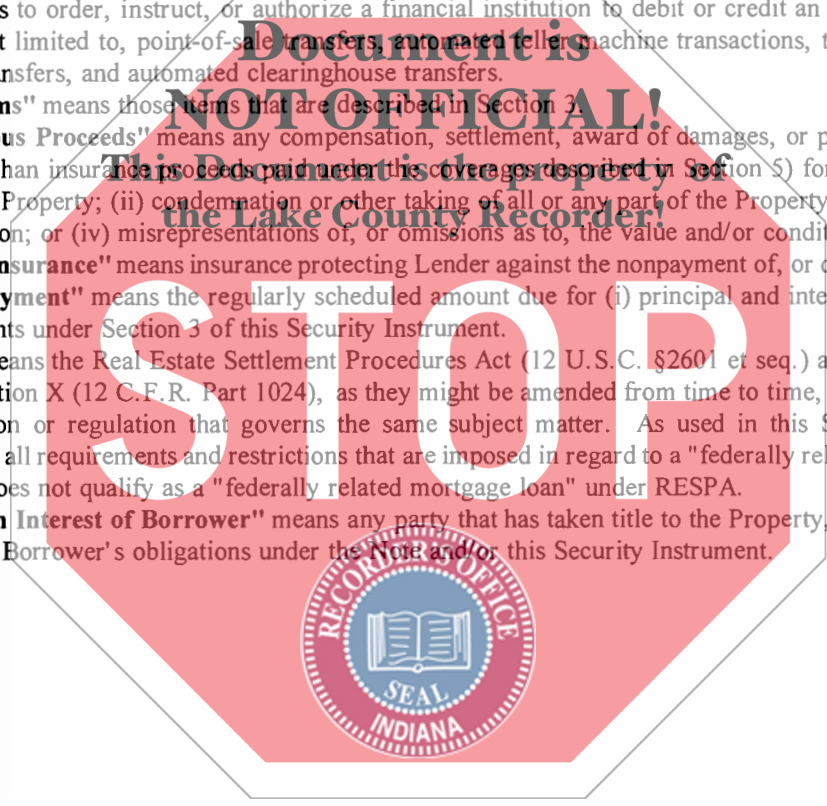 s to order, instruct, or authorize a financial institution to debit or credit an
t limited to, point-of-sale transfers, automated teller machine transactions, t
nsfers, and automated clearinghouse transfers.
ns" means those items that are described in Section 3.
us Proceeds" means any compensation, settlement, award of damages, or p
han insurance proceeds paid under the coverages described in Section 5) for
Property; (ii) condemnation or other taking of all or any part of the Property
on; or (iv) misrepresentations of, or omissions as to, the value and/or condit
nsurance" means insurance protecting Lender against the nonpayment of, or d
yment" means the regularly scheduled amount due for (i) principal and inte
nts under Section 3 of this Security Instrument.
eans the Real Estate Settlement Procedures Act (12 U.S.C. §2601 et seq.) a
tion X (12 C.F.R. Part 1024), as they might be amended from time to time,
on or regulation that governs the same subject matter. As used in this S
all requirements and restrictions that are imposed in regard to a "federally rel
oes not qualify as a "federally related mortgage loan" under RESPA.
n Interest of Borrower" means any party that has taken title to the Property,
Borrower's obligations under the Note and/or this Security Instrument.
Document is
NOT OFFICIAL!
This Document is the property of
the Lake County Recorder!
STOP
RECORDER'S OFFICE
SEAL
INDIANA